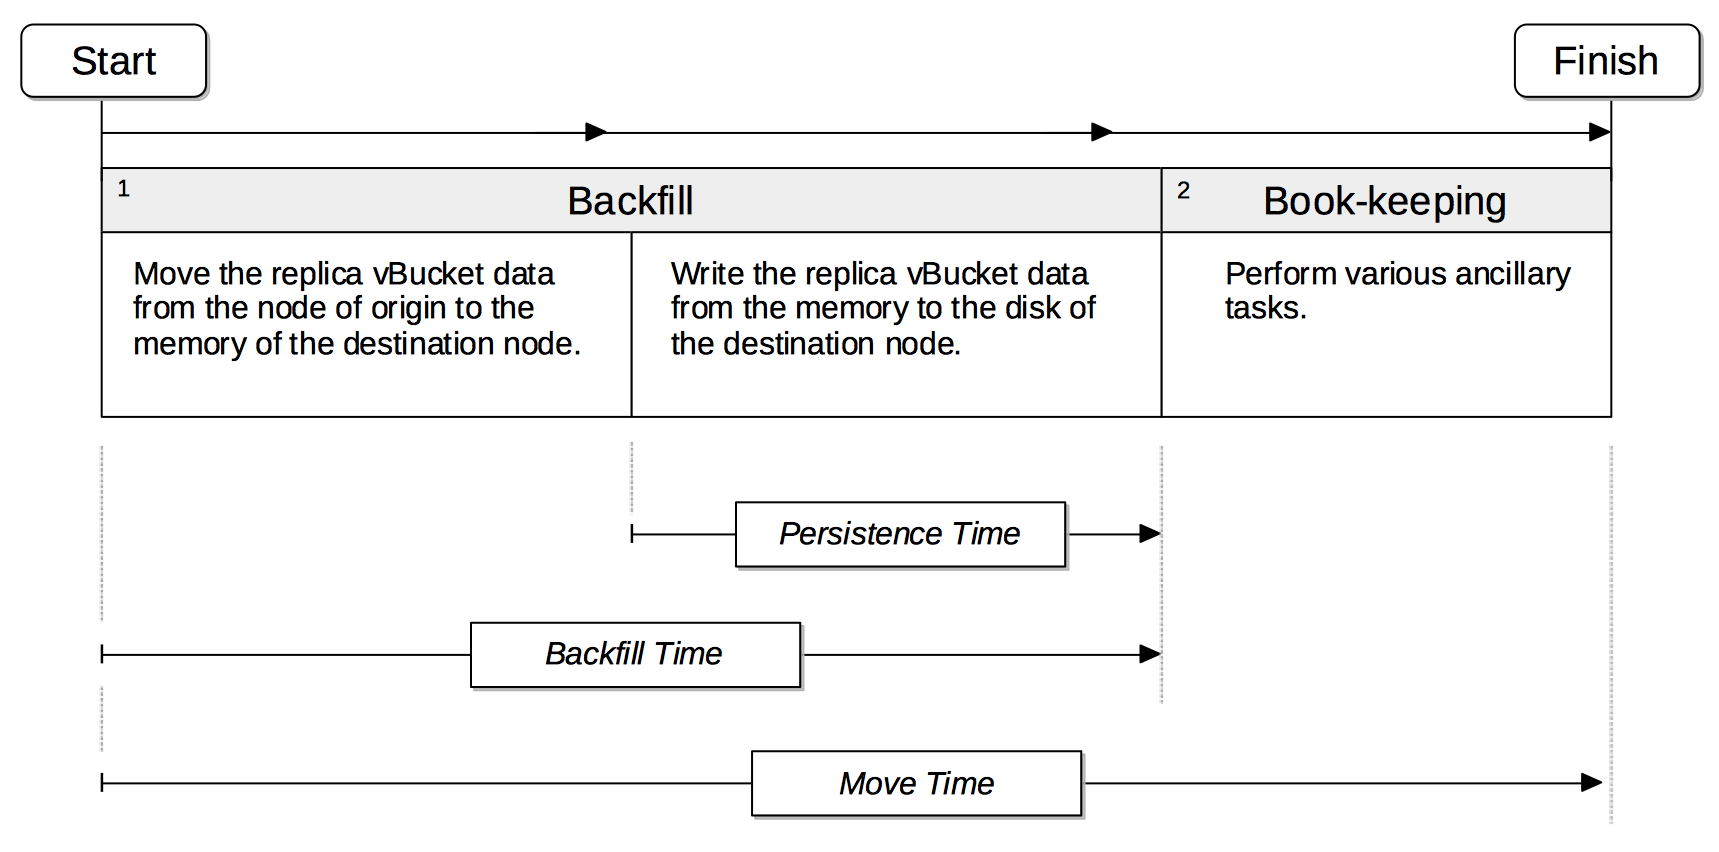 Start
Finish
1
Backfill
2
Book-keeping
Move the replica vBucket data
from the node of origin to the
memory of the destination node.
Write the replica vBucket data
from the memory to the disk of
the destination node.
Perform various ancillary
tasks.
Persistence Time
Backfill Time
Move Time